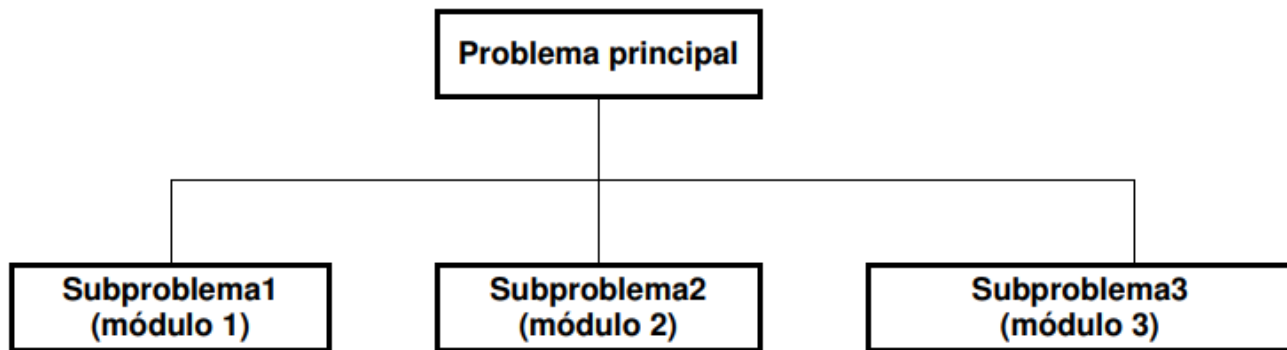 Problema principal
Subproblema1
(módulo 1)
Subproblema2
(módulo 2)
Subproblema3
(módulo 3)